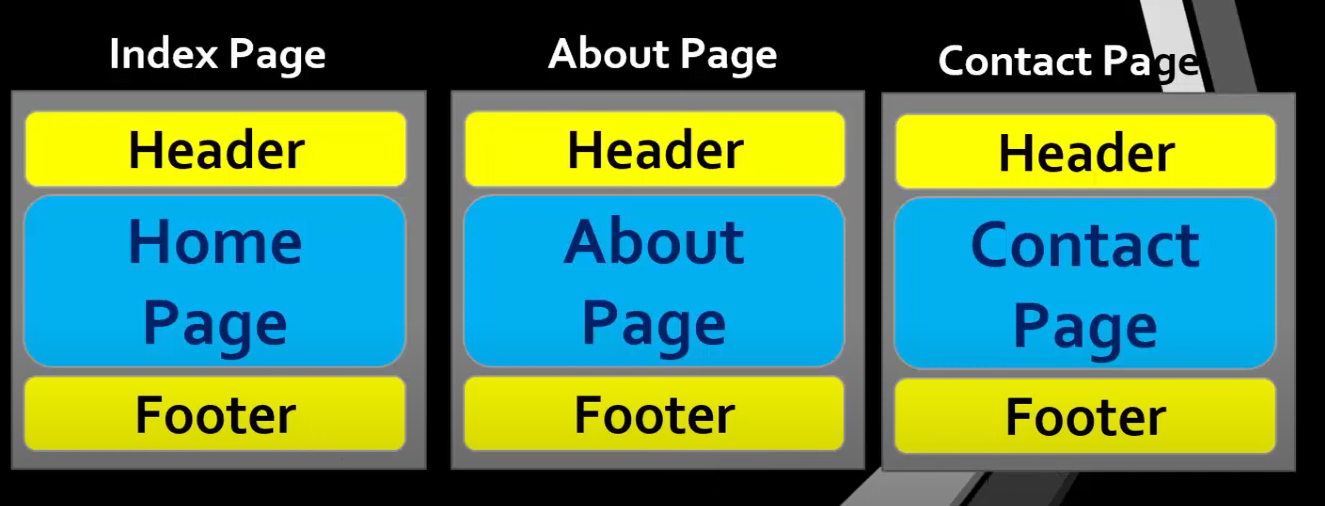 Index Page
Header
Home
Page
Footer
About Page
Header
About
Page
Footer
Contact Page
Header
Contact
Page
Footer